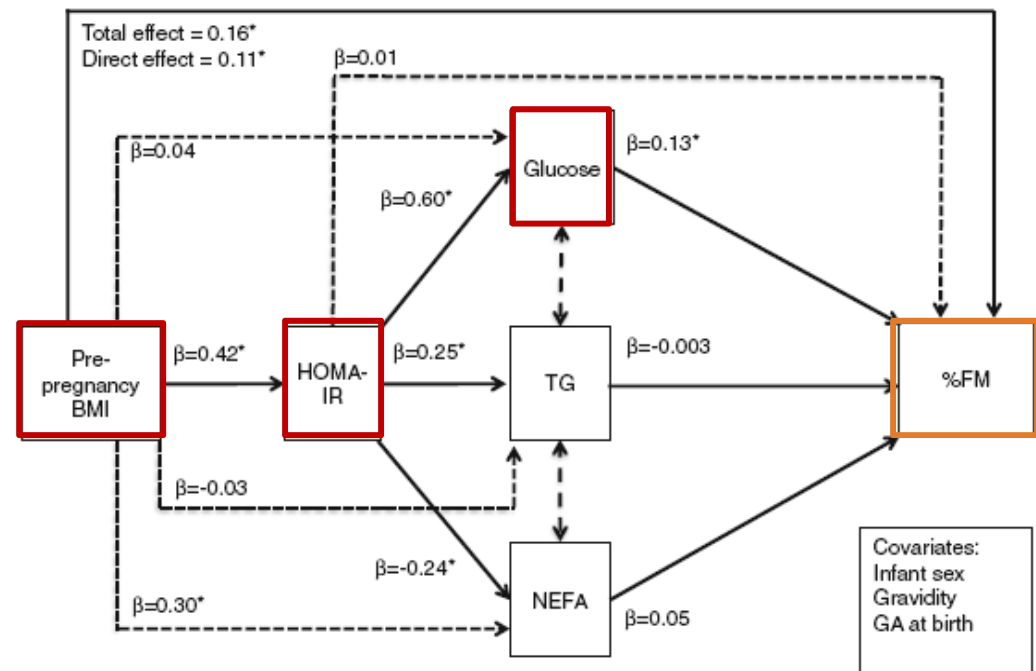 Total effect = 0.16*
Direct effect = 0.11*
β=0.01
β=0.04
Glucose
β=0.13*
β=0.60*
Pre-
pregnancy
BMI
β=0.42*
HOMA-
IR
β=0.25*
TG
β=-0.003
%FM
β=-0.03
β=-0.24*
NEFA
β=0.30*
β=0.05
Covariates:
Infant sex
Gravidity
GA at birth